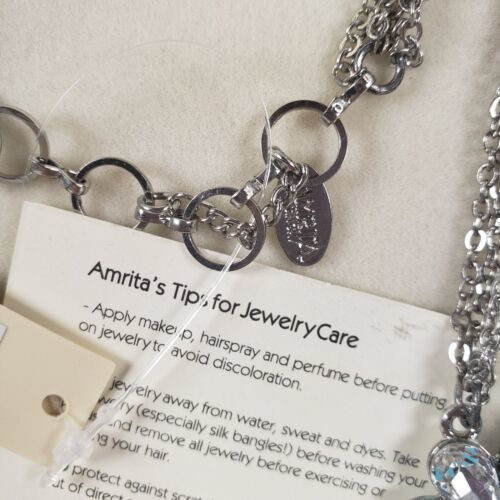 Amrita's Tips for Jewelry Care
- Apply makeup, hairspray and perfume before putting
on jewelry to avoid discoloration.
jewelry away from water, sweat and dyes. Take
(especially silk bangles!) before washing your
and remove all jewelry before exercising or
your hair.
protect against
of direct